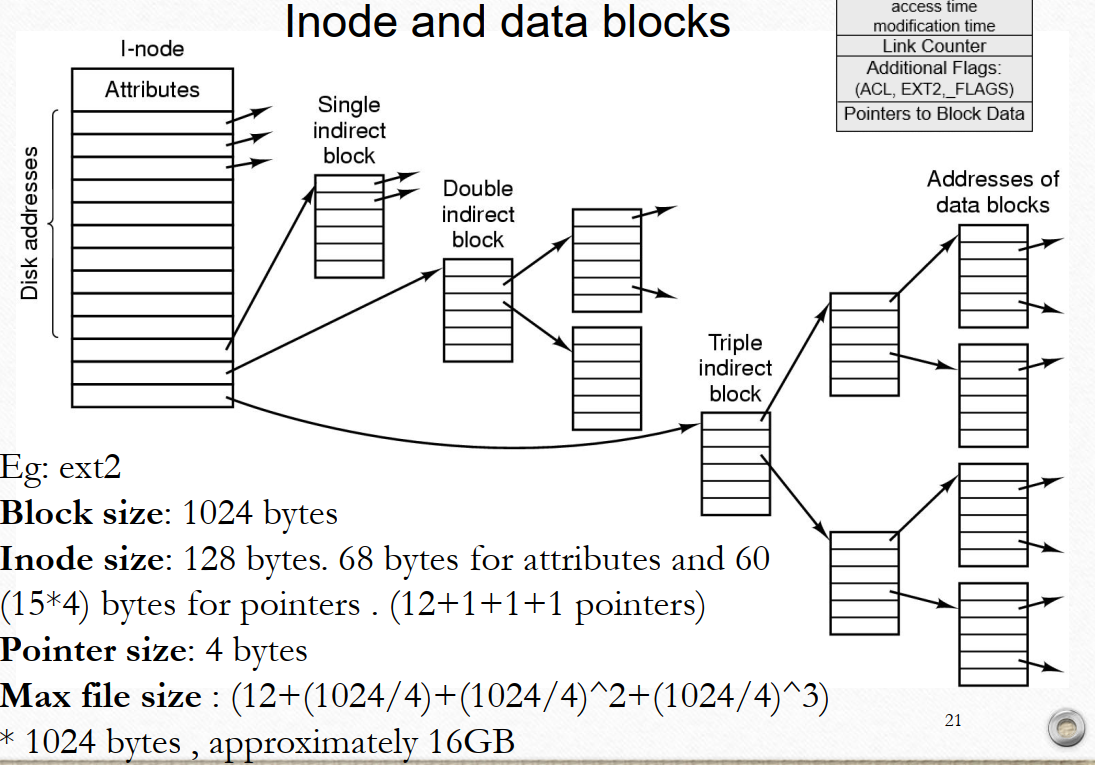 Inode and data blocks
access time
modification time
Link Counter
Additional Flags:
(ACL, EXT2,_FLAGS)
Pointers to Block Data
I-node
Attributes
Disk addresses
Single
indirect
block
Double
indirect
block
Triple
indirect
block
Addresses of
data blocks
Eg: ext2
Block size: 1024 bytes
Inode size: 128 bytes. 68 bytes for attributes and 60
(15*4) bytes for pointers . (12+1+1+1 pointers)
Pointer size: 4 bytes
Max file size : (12+(1024/4)+(1024/4)^2+(1024/4)^3)
* 1024 bytes , approximately 16GB
21